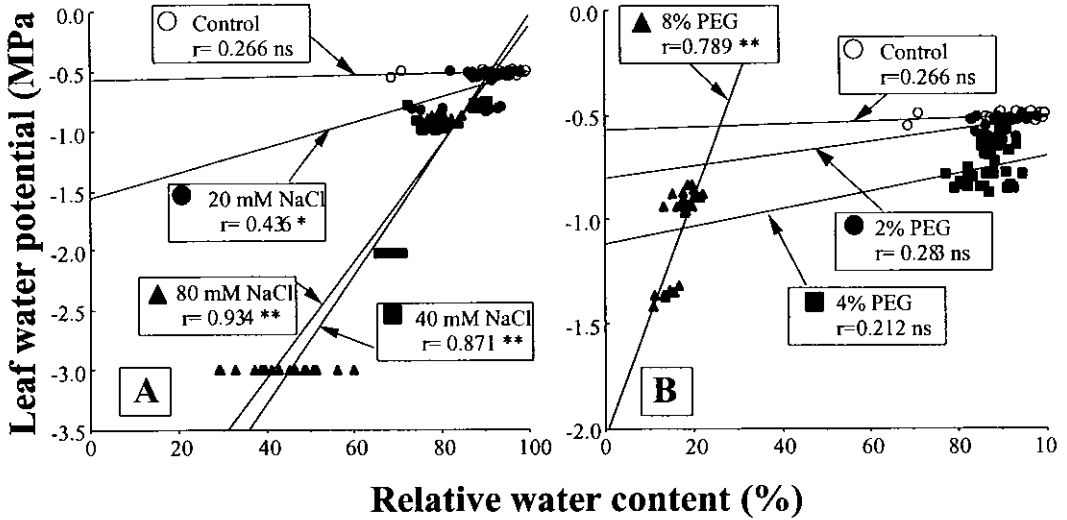 Leaf water potential (MPa)
0.0
-0.5
-1.0
-1.5
-2.0
-2.5
-3.0
-3.5
0
20
40
60
80
100
Control
r= 0.266 ns
20 mM NaCl
r= 0.436 *
80 mM NaCl
r= 0.934 **
40 mM NaCl
r= 0.871 **
A
0.0
-0.5
-1.0
-1.5
-2.0
0
20
40
60
80
10
8% PEG
r=0.789 **
Control
r=0.266 ns
2% PEG
r= 0.283 ns
4% PEG
r=0.212 ns
B
Relative water content (%)